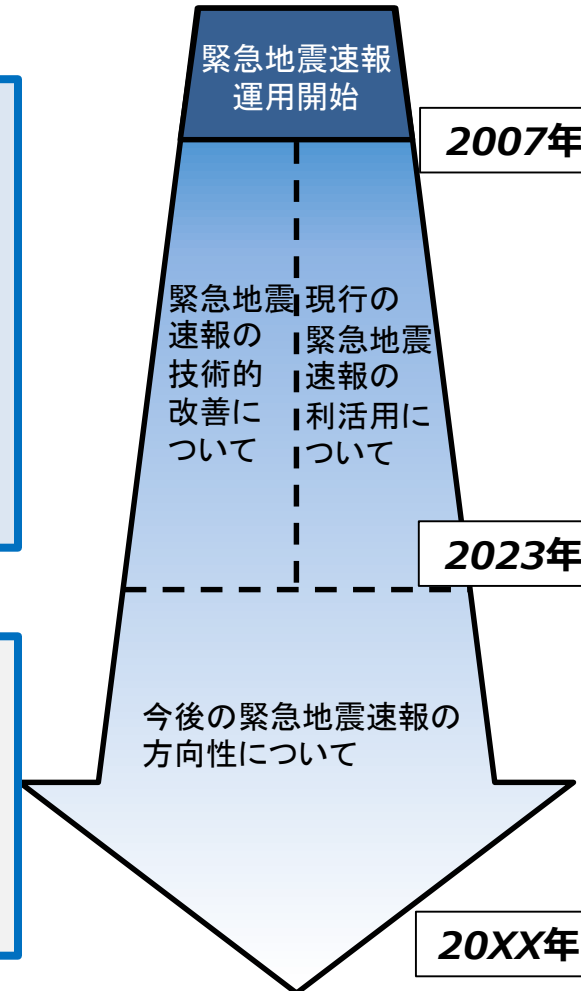 緊急地震速報
運用開始
2007年
緊急地震
速報の
技術的
改善に
ついて
現行の
緊急地震
速報の
利活用に
ついて
2023年
今後の緊急地震速報の
方向性について
20XX年